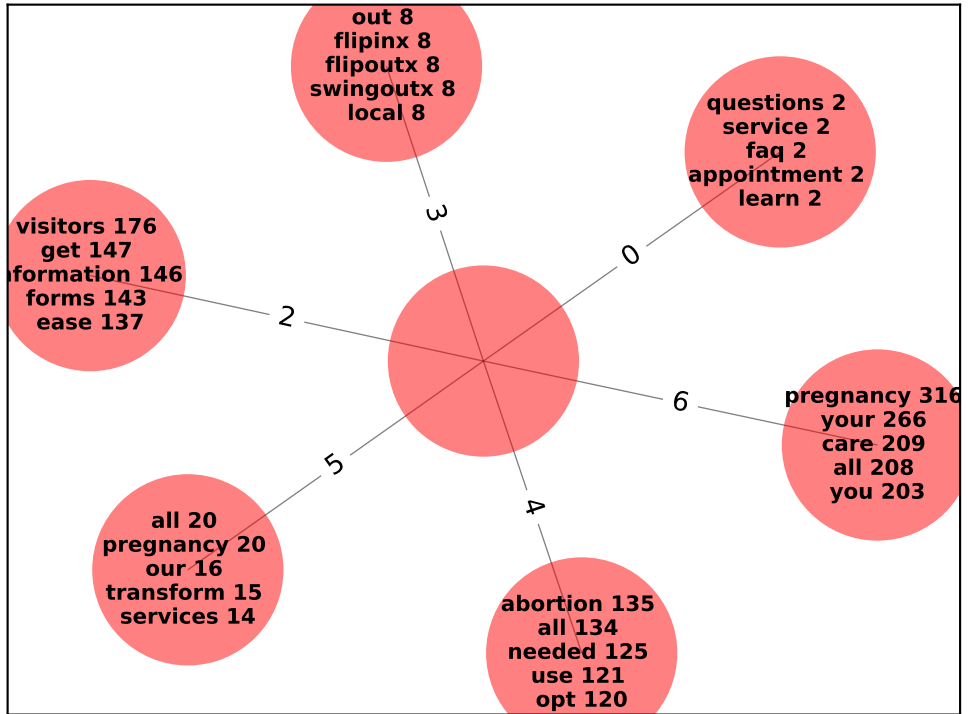 out 8
flipinx 8
flipoutx 8
swingoutx 8
local 8
questions 2
service 2
faq 2
appointment 2
learn 2
3
0
visitors 176
get 147
nformation 146
forms 143
ease 137
2
6
pregnancy 316
your 266
care 209
all 208
you 203
5
4
all 20
pregnancy 20
our 16
transform 15
services 14
abortion 135
all 134
needed 125
use 121
opt 120